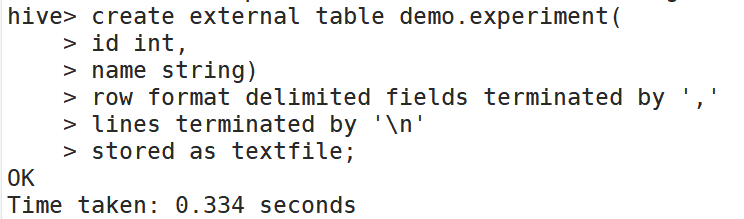 hive> create external table demo.experiment(
    > id int,
    > name string)
    > row format delimited fields terminated by ','
    > lines terminated by '\n'
    > stored as textfile;
OK
Time taken: 0.334 seconds